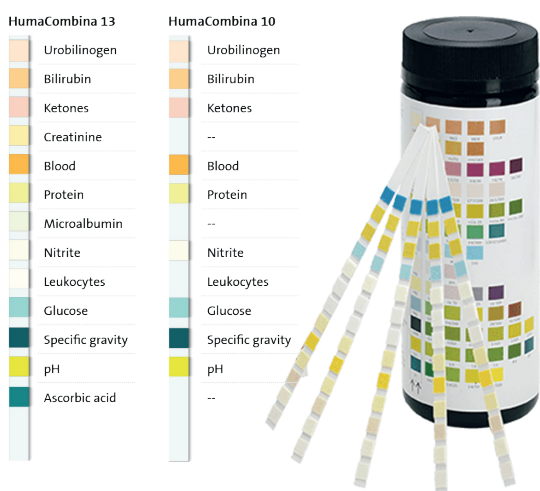 HumaCombina 13
Urobilinogen
Bilirubin
Ketones
Creatinine
Blood
Protein
Microalbumin
Nitrite
Leukocytes
Glucose
Specific gravity
pH
Ascorbic acid
HumaCombina 10
Urobilinogen
Bilirubin
Ketones
--
Blood
Protein
--
Nitrite
Leukocytes
Glucose
Specific gravity
pH
--